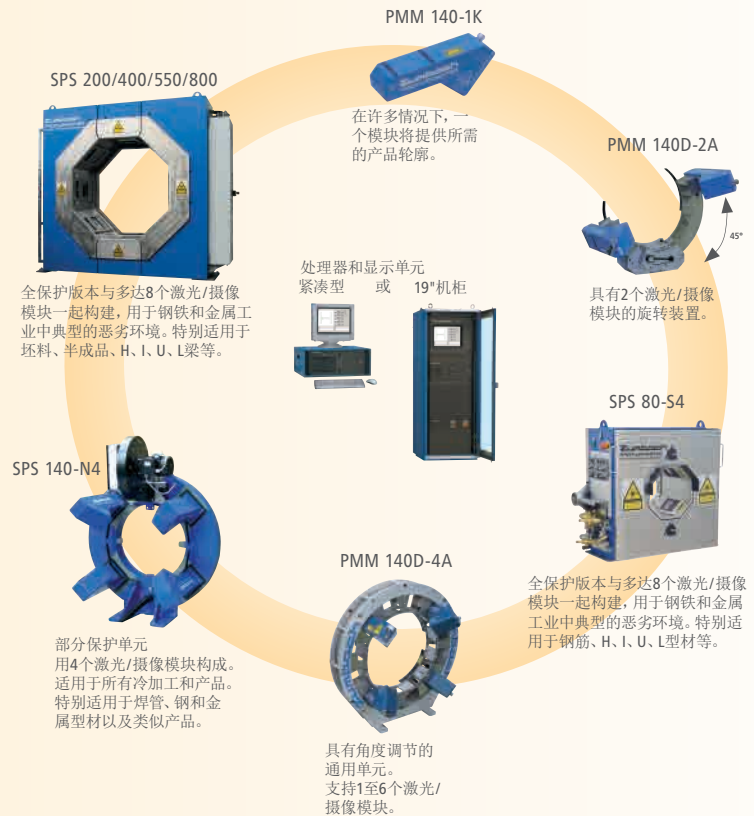 PMM 140-1K
在许多情况下，一
个模块将提供所需
的产品轮廓。
SPS 200/400/550/800
全保护版本与多达8个激光/摄像
模块一起构建，用于钢铁和金属工
业中典型的恶劣环境。特别适用于
坯料、半成品、H、I、U、L梁等。
PMM 140D-2A
45°
具有2个激光/摄像
模块的旋转装置。
处理器和显示单元
紧凑型 或 19"机柜
SPS 80-S4
全保护版本与多达8个激光/摄像
模块一起构建，用于钢铁和金属
工业中典型的恶劣环境。特别适
用于钢筋、H、I、U、L型材等。
SPS 140-N4
部分保护单元
用4个激光/摄像模块构成。
适用于所有冷加工和产品。
特别适用于焊管、钢和金
属型材以及类似产品。
PMM 140D-4A
具有角度调节的
通用单元。
支持1至6个激光/
摄像模块。